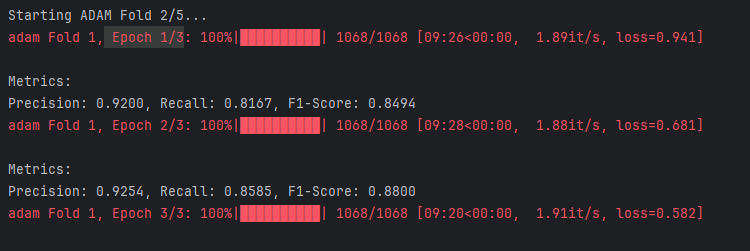 Starting ADAM Fold 2/5...
adam Fold 1, Epoch 1/3: 100%|██████████| 1068/1068 [09:26<00:00,  1.89it/s, loss=0.941]
Metrics:
Precision: 0.9200, Recall: 0.8167, F1-Score: 0.8494
adam Fold 1, Epoch 2/3: 100%|██████████| 1068/1068 [09:28<00:00,  1.88it/s, loss=0.681]
Metrics:
Precision: 0.9254, Recall: 0.8585, F1-Score: 0.8800
adam Fold 1, Epoch 3/3: 100%|██████████| 1068/1068 [09:20<00:00,  1.91it/s, loss=0.582]